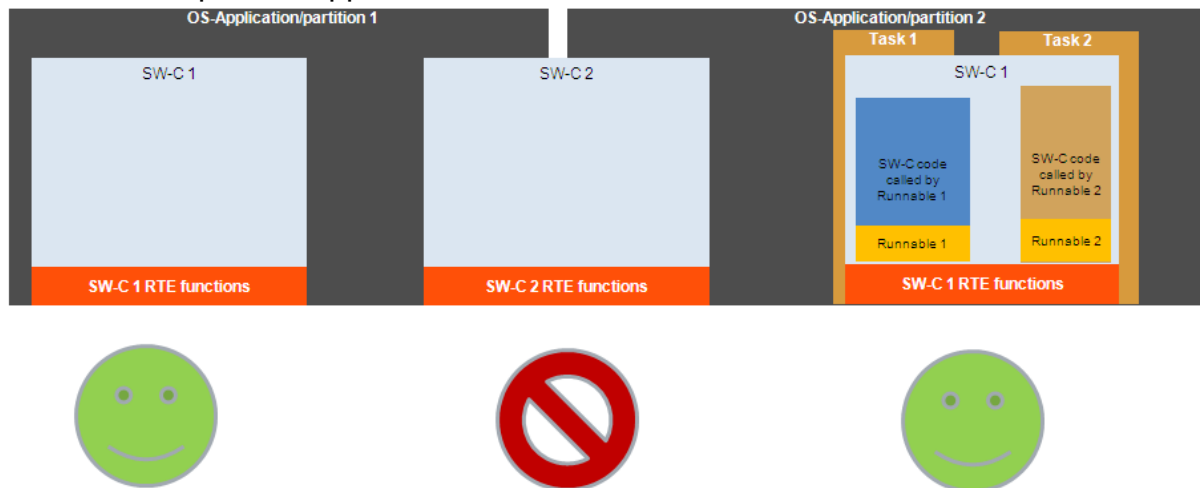 OS-Application/partition 1
OS-Application/partition 2
Task 1
Task 2
SW-C 1
SW-C 2
SW-C 1
SW-C code
called by
Runnable 1
SW-C code
called by
Runnable 2
Runnable 1
Runnable 2
SW-C 1 RTE functions
SW-C 2 RTE functions
SW-C 1 RTE functions